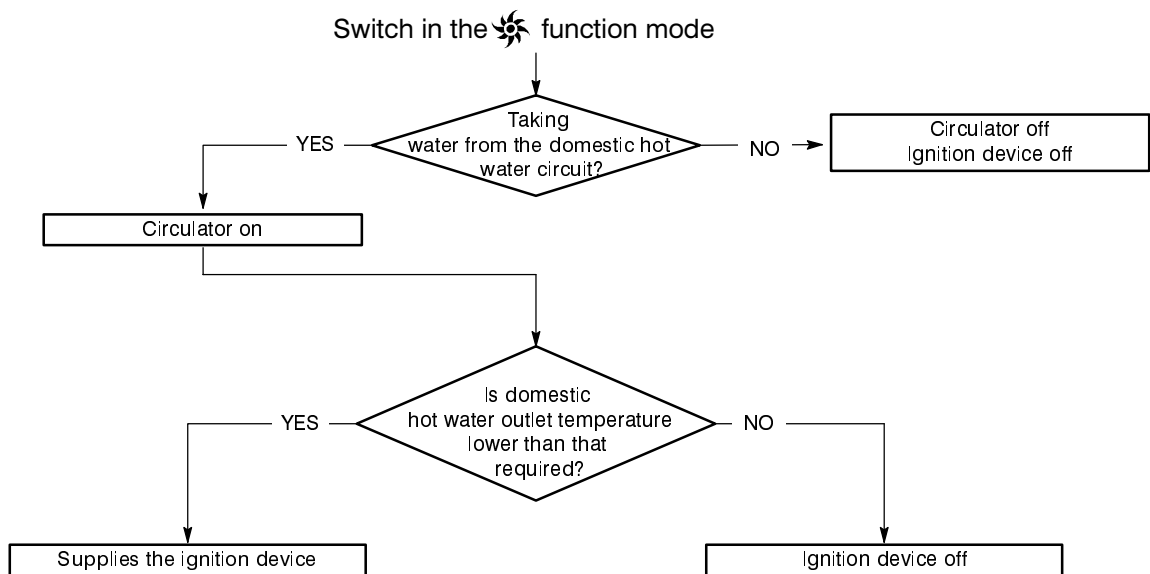 Switch in the function mode
Taking
water from the domestic hot
water circuit?
YES
NO
Circulator off
Ignition device off
Circulator on
Is domestic
hot water outlet temperature
lower than that
required?
YES
NO
Supplies the ignition device
Ignition device off